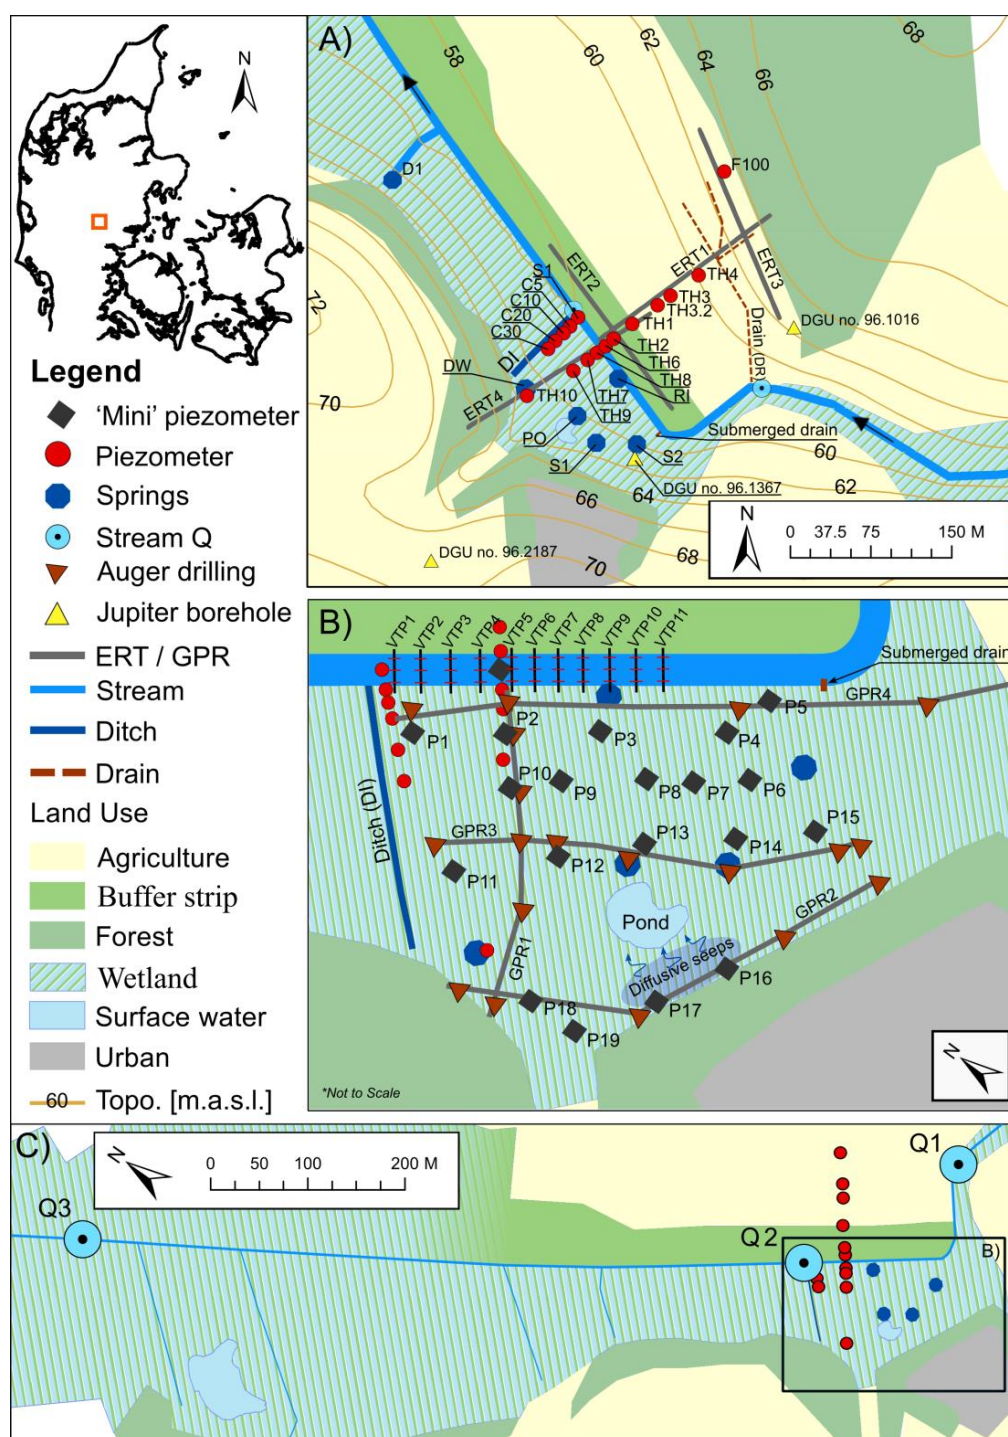 N
Legend
'Mini' piezometer
Piezometer
Springs
Stream Q
Auger drilling
Jupiter borehole
ERT / GPR
Stream
Ditch
Drain
Land Use
Agriculture
Buffer strip
Forest
Wetland
Surface water
Urban
60 Topo. [m.a.s.l.]
A)
58
60
62
64
66
68
D1
F100
ERT1
ERT2
ERT3
S1
C5
C10
C20
C30
DI
TH4
TH3
TH3.2
TH1
TH2
TH6
TH8
RI
TH7
TH9
TH10
DW
ERT4
72
70
DGU no. 96.1016
Drain (DR)
PO
S1
S2
Submerged drain
DGU no. 96.1367
DGU no. 96.2187
60
62
64
66
68
70
N
0 37.5 75 150 M
B)
VTP1
VTP2
VTP3
VTP4
VTP5
VTP6
VTP7
VTP8
VTP9
VTP10
VTP11
Submerged drain
GPR4
P5
P1
P2
P3
P4
P10
P9
P8
P7
P6
P15
GPR3
P13
P14
P12
P11
Ditch (DI)
Pond
GPR2
GPR1
Diffusive seeps
P16
P18
P17
P19
*Not to Scale
N
C)
N
0 50 100 200 M
Q1
Q3
Q2
B)